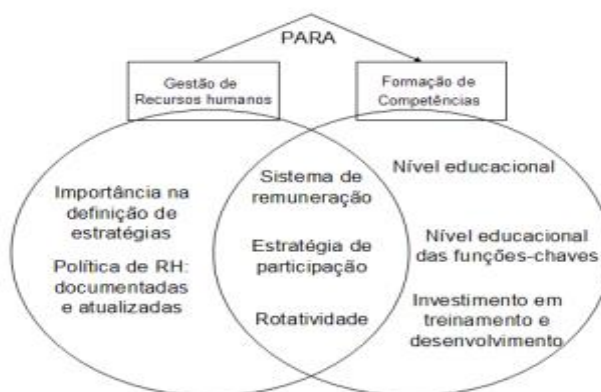 PARA
Gestão de
Recursos humanos
Formação de
Competências
Importância na
definição de
estratégias
Política de RH:
documentadas
e atualizadas
Sistema de
remuneração
Estratégia de
participação
Rotatividade
Nível educacional
Nível educacional
das funções-chaves
Investimento em
treinamento e
desenvolvimento